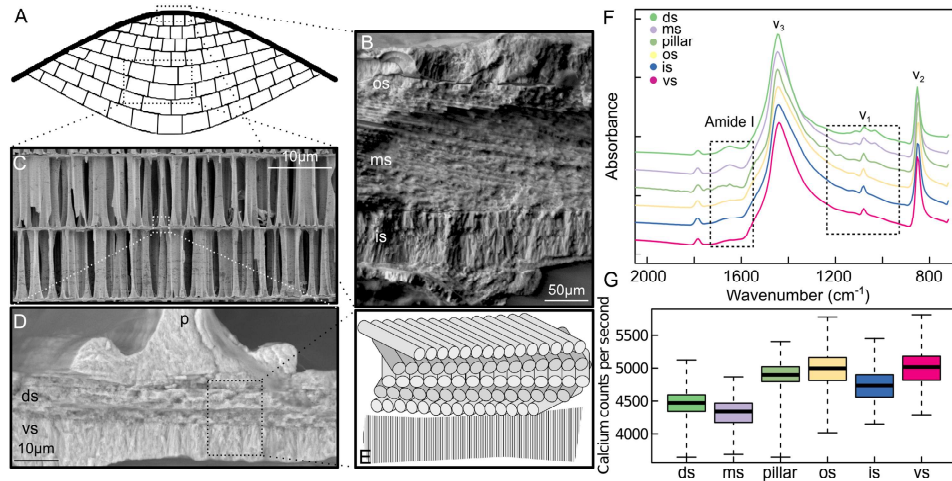 A
B
os
ms
is
50μm
C
10μm
D
p
ds
vs
10μm
E
F
ds
ms
pillar
os
is
vs
Absorbance
Amide I
v3
v1
v2
2000 1600 1200 800
Wavenumber (cm-1)
G
Calcium counts per second
5500
5000
4500
4000
ds ms pillar os is vs